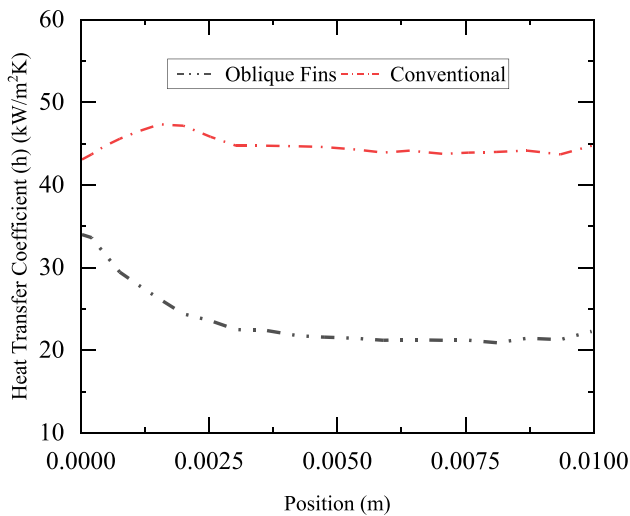 60
50
40
30
20
10
Heat Transfer Coefficient (h) (kW/m²K)
Oblique Fins
Conventional
0.0000
0.0025
0.0050
0.0075
0.0100
Position (m)